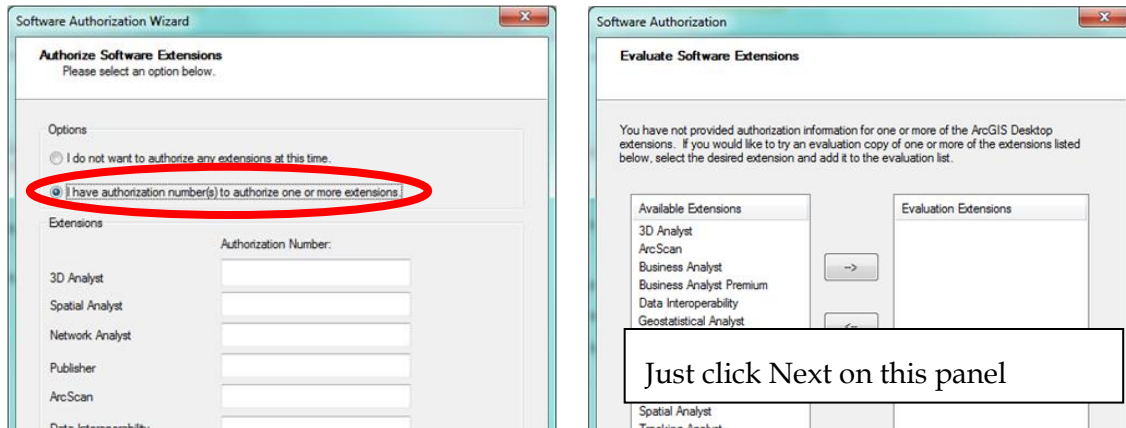 Software Authorization Wizard
Authorize Software Extensions
Please select an option below.
Options
I do not want to authorize any extensions at this time.
I have authorization number(s) to authorize one or more extensions.
Extensions
Authorization Number:
3D Analyst
Spatial Analyst
Network Analyst
Publisher
ArcScan
Data Interoperability
Software Authorization
Evaluate Software Extensions
You have not provided authorization information for one or more of the ArcGIS Desktop
extensions. If you would like to try an evaluation copy of one or more of the extensions listed
below, select the desired extension and add it to the evaluation list.
Available Extensions
3D Analyst
ArcScan
Business Analyst
Business Analyst Premium
Data Interoperability
Geostatistical Analyst
-->
<--
Evaluation Extensions
Just click Next on this panel
Spatial Analyst
Tracking Analyst